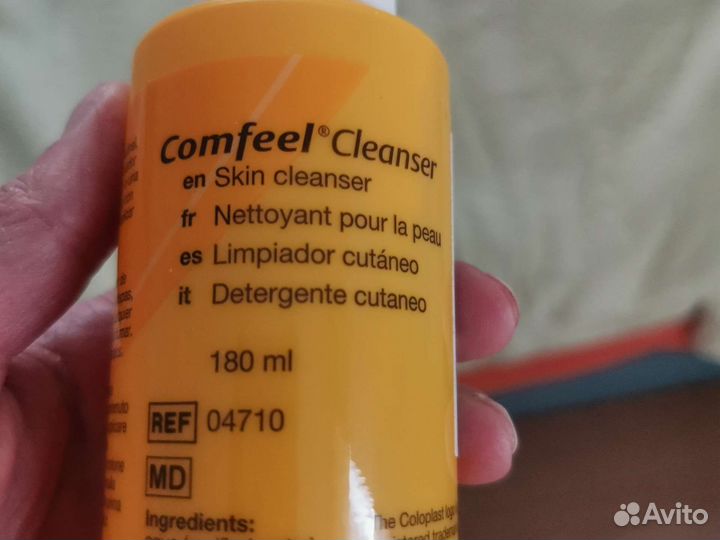 Comfeel® Cleanser
en Skin cleanser
fr Nettoyant pour la peau
es Limpiador cutáneo
it Detergente cutaneo
180 ml
REF 04710
MD
Ingredients:
The Coloplast logo
Avito